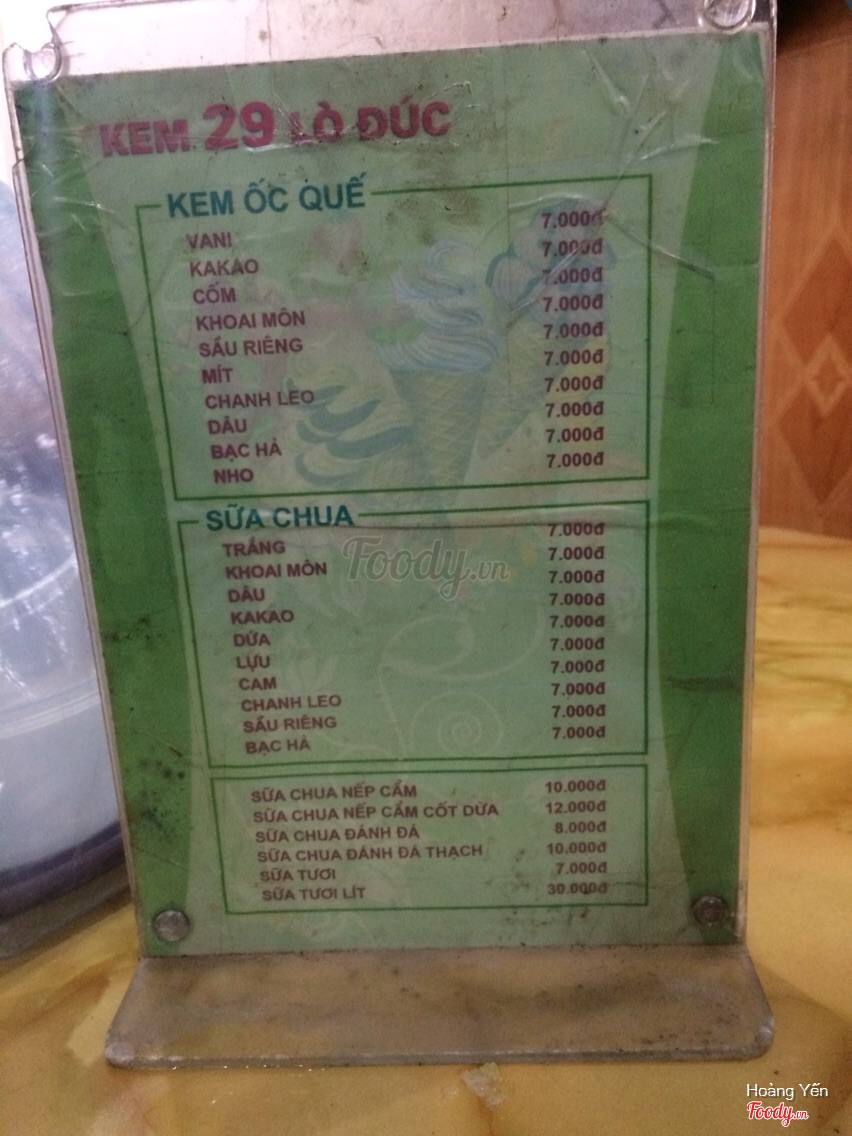 KEM 29 LÒ ĐÚC
KEM ỐC QUẾ
VANI 7.000đ
KAKAO 7.000đ
CỐM 7.000đ
KHOAI MÔN 7.000đ
SẦU RIÊNG 7.000đ
MÍT 7.000đ
CHANH LEO 7.000đ
DÂU 7.000đ
BẠC HÀ 7.000đ
NHO 7.000đ
SỮA CHUA
TRẮNG 7.000đ
KHOAI MÔN 7.000đ
DÂU 7.000đ
KAKAO 7.000đ
DỨA 7.000đ
LỰU 7.000đ
CAM 7.000đ
CHANH LEO 7.000đ
SẦU RIÊNG 7.000đ
BẠC HÀ 7.000đ
SỮA CHUA NẾP CẨM 10.000đ
SỮA CHUA NẾP CẨM CỐT DỪA 12.000đ
SỮA CHUA ĐÁNH ĐÁ 8.000đ
SỮA CHUA ĐÁNH ĐÁ THẠCH 10.000đ
SỮA TƯƠI 7.000đ
SỮA TƯƠI LÍT 30.000đ
Foody.vn
Hoàng Yến
Foody.vn